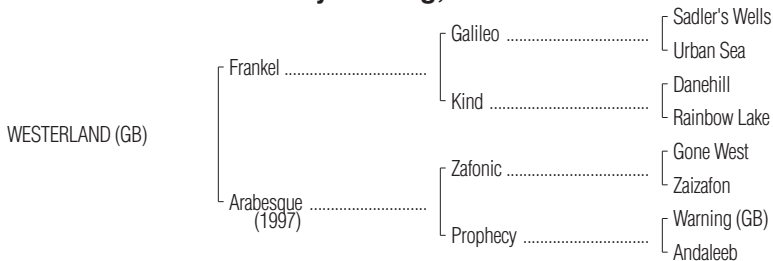 Sadler's Wells
Galileo
Urban Sea
Frankel
Danehill
Kind
Rainbow Lake
WESTERLAND (GB)
Gone West
Zafonic
Zaizafon
Arabesque
(1997)
Warning (GB)
Prophecy
Andaleeb